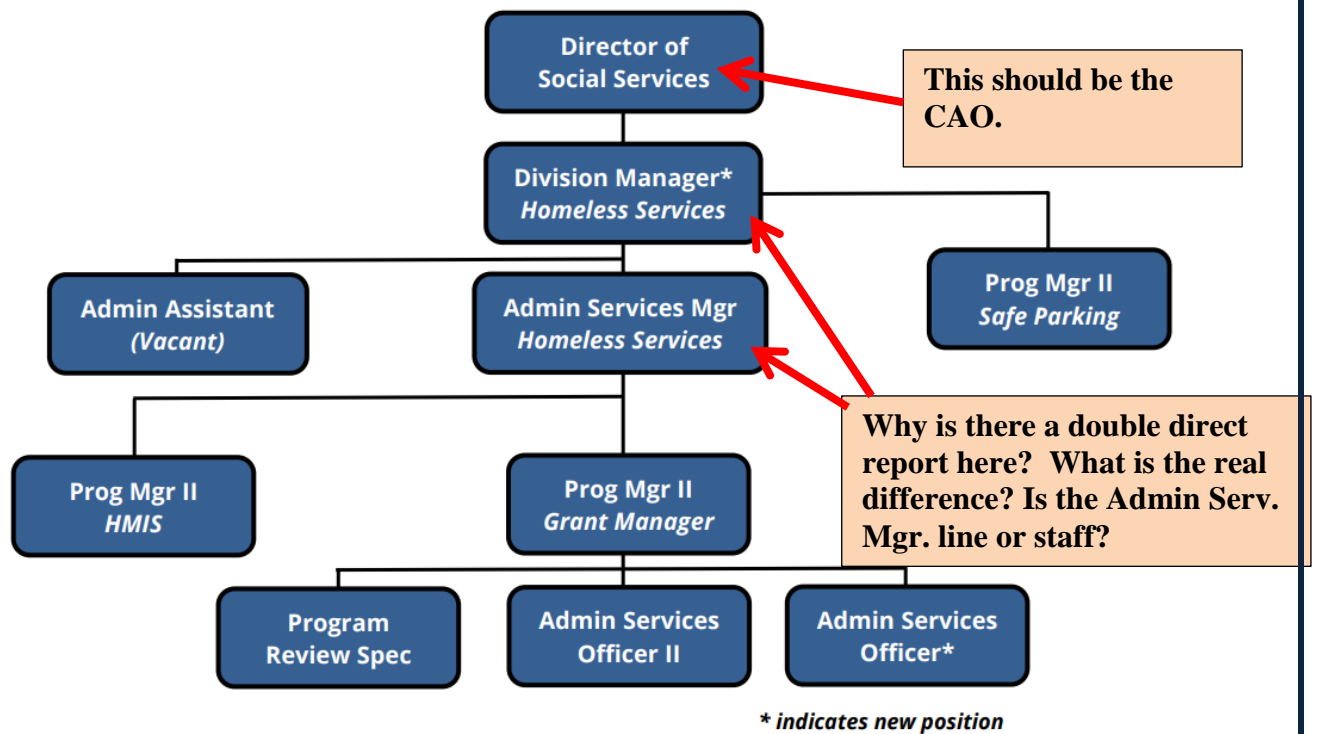 Director of
Social Services
This should be the
CAO.
Division Manager*
Homeless Services
Admin Assistant
(Vacant)
Admin Services Mgr
Homeless Services
Prog Mgr II
Safe Parking
Why is there a double direct
report here?  What is the real
difference? Is the Admin Serv.
Mgr. line or staff?
Prog Mgr II
HMIS
Prog Mgr II
Grant Manager
Program
Review Spec
Admin Services
Officer II
Admin Services
Officer*
* indicates new position